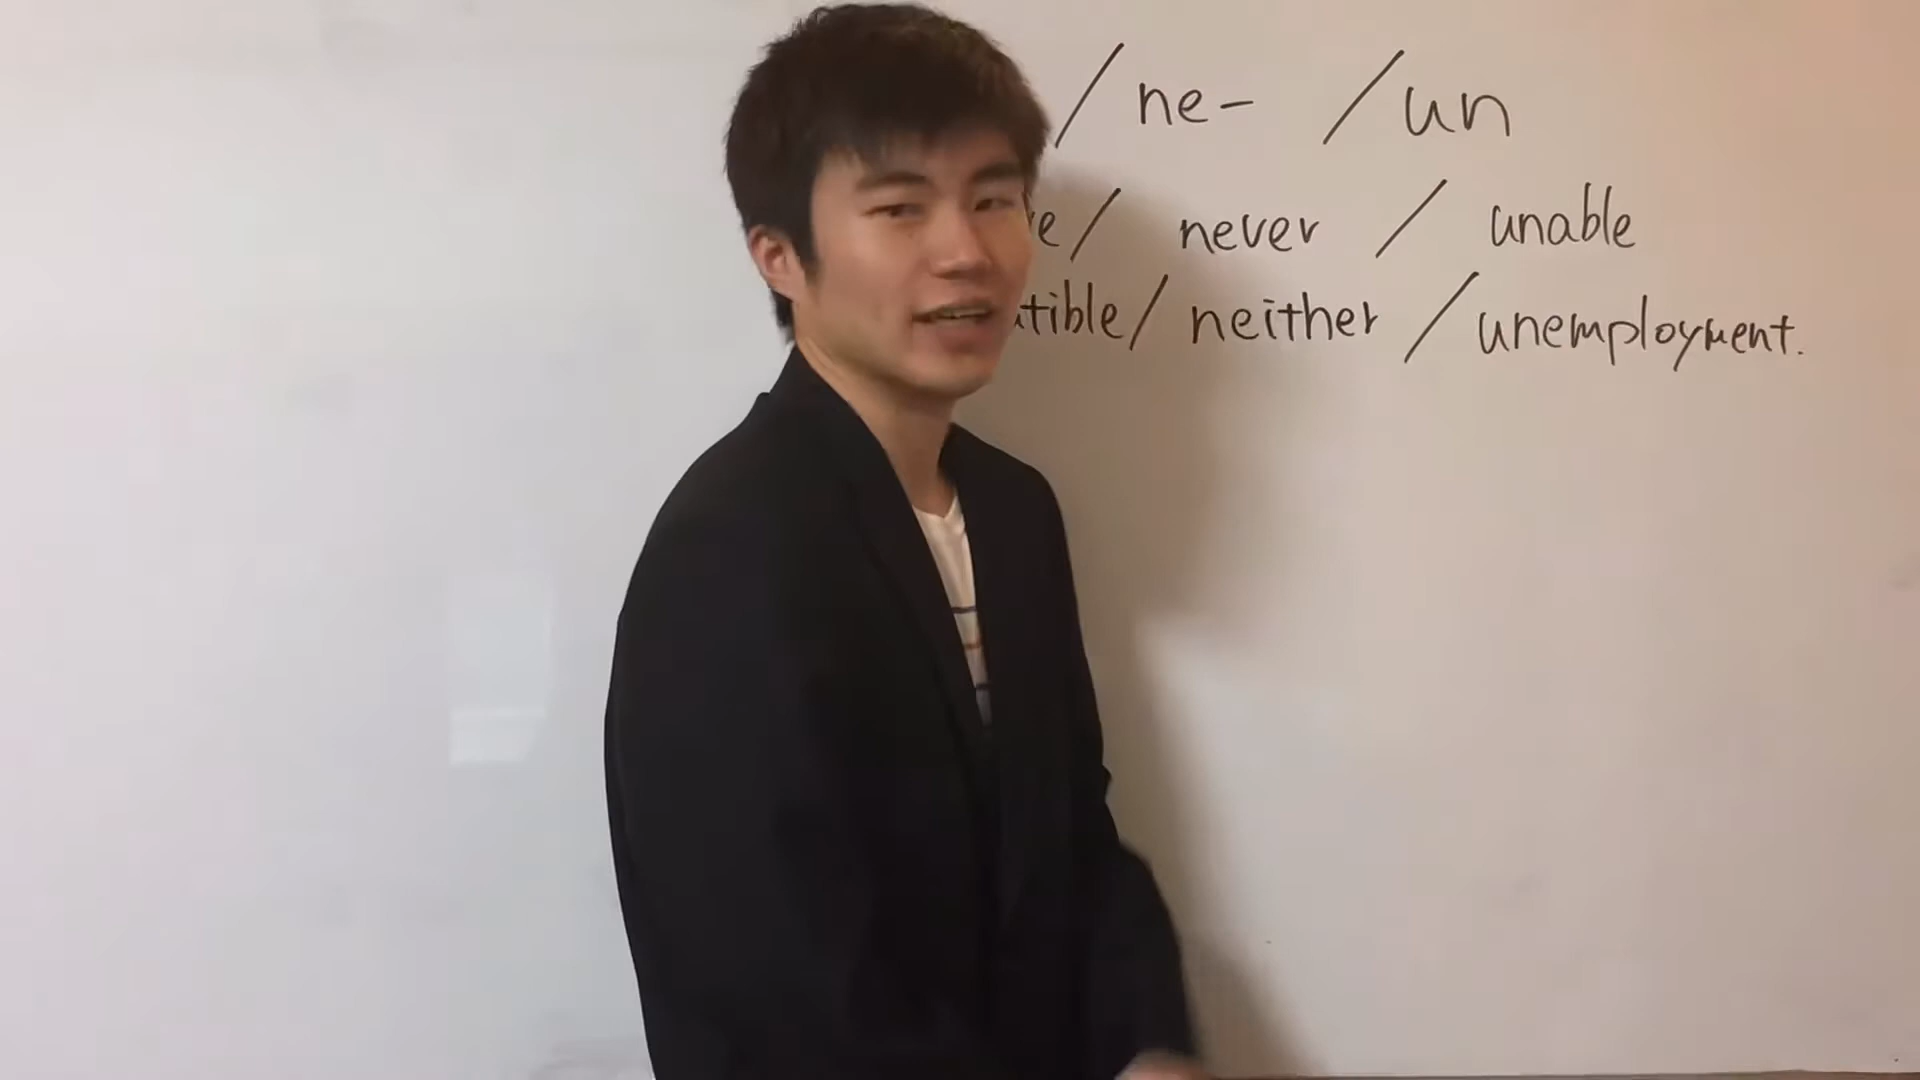 / ne- / un
/ never / unable
/ neither / unemployment.